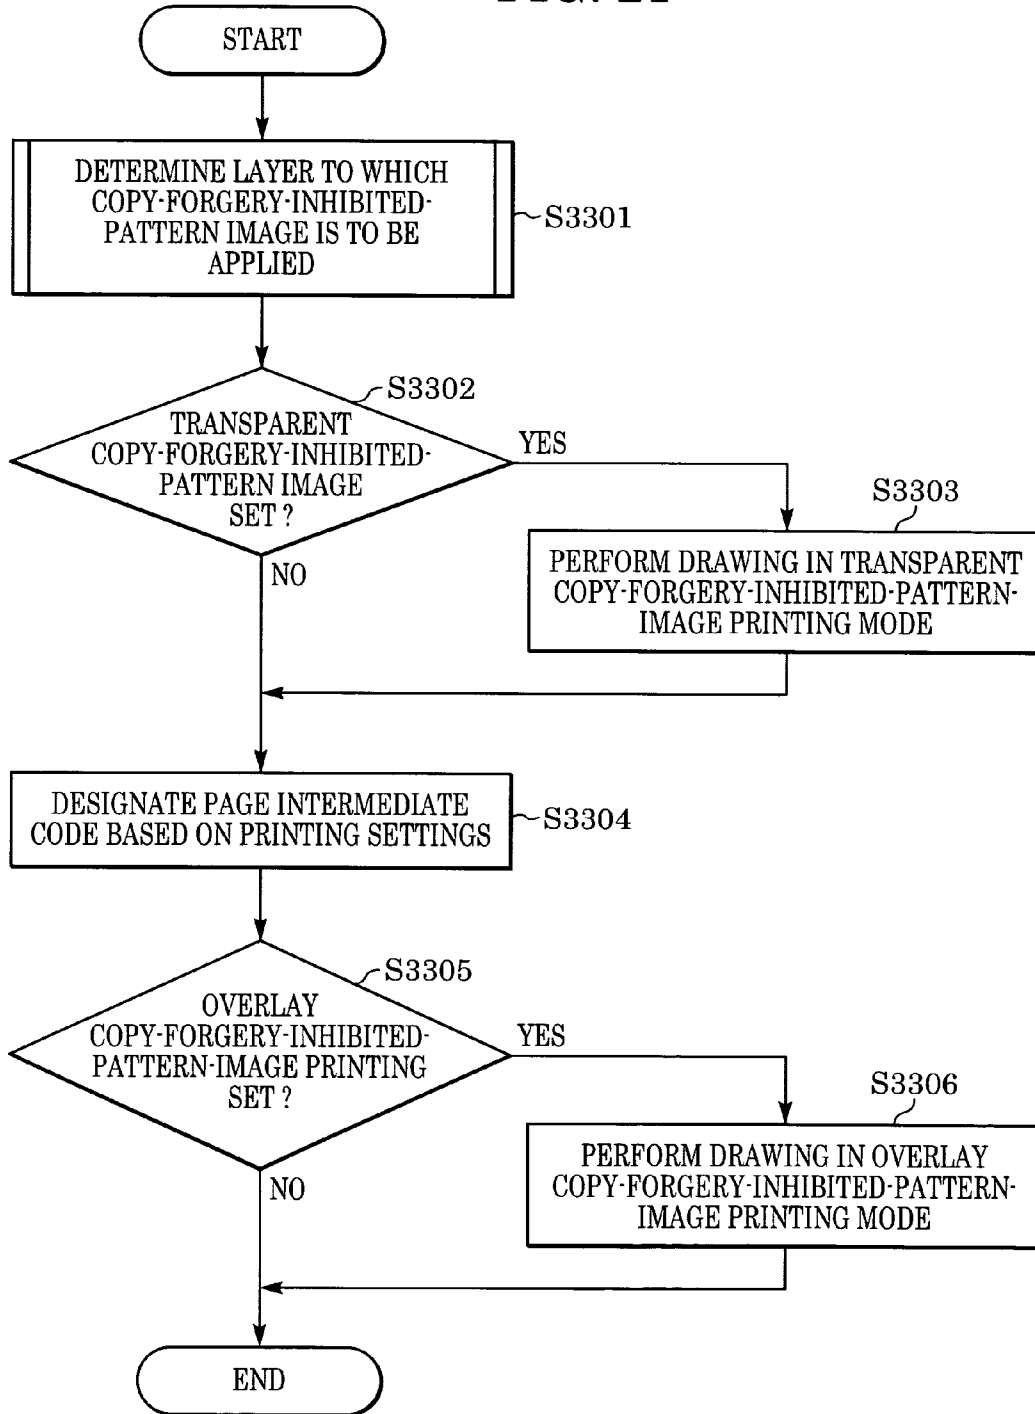 START
DETERMINE LAYER TO WHICH
COPY-FORGERY-INHIBITED-
PATTERN IMAGE IS TO BE
APPLIED
S3301
S3302
TRANSPARENT
COPY-FORGERY-INHIBITED-
PATTERN IMAGE
SET ?
YES
NO
S3303
PERFORM DRAWING IN TRANSPARENT
COPY-FORGERY-INHIBITED-PATTERN-
IMAGE PRINTING MODE
DESIGNATE PAGE INTERMEDIATE
CODE BASED ON PRINTING SETTINGS
S3304
S3305
OVERLAY
COPY-FORGERY-INHIBITED-
PATTERN-IMAGE PRINTING
SET ?
YES
NO
S3306
PERFORM DRAWING IN OVERLAY
COPY-FORGERY-INHIBITED-PATTERN-
IMAGE PRINTING MODE
END